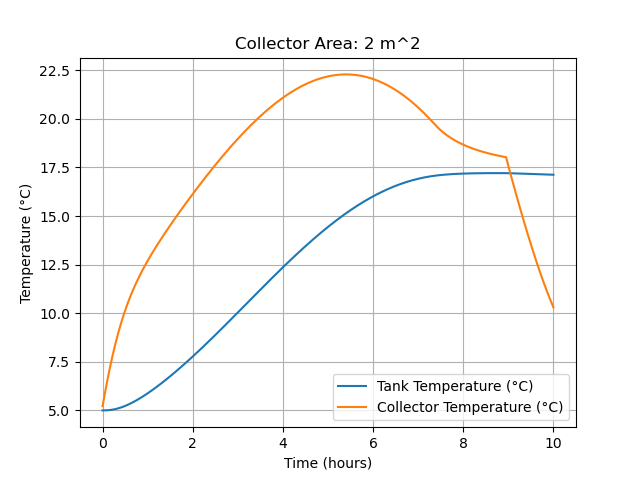 Collector Area: 2 m^2
Temperature (°C)
22.5
20.0
17.5
15.0
12.5
10.0
7.5
5.0
Tank Temperature (°C)
Collector Temperature (°C)
0 2 4 6 8 10
Time (hours)